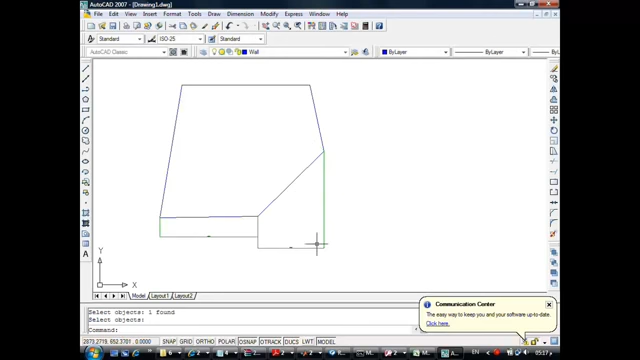 AutoCAD 2007 - [Drawing1.dwg]
File Edit View Insert Format Tools Draw Dimension Modify Express Window Help
Standard ISO-25 Standard
AutoCAD Classic Wall ByLayer ByLayer ByLayer
Y
X
Model Layout1 Layout2
Communication Center
The easy way to keep you and your software up-to-date.
Click here.
Select objects: 1 found
Select objects:
Command:
SNAP GRID ORTHO POLAR OSNAP OTRACK DUCS LWT MODEL